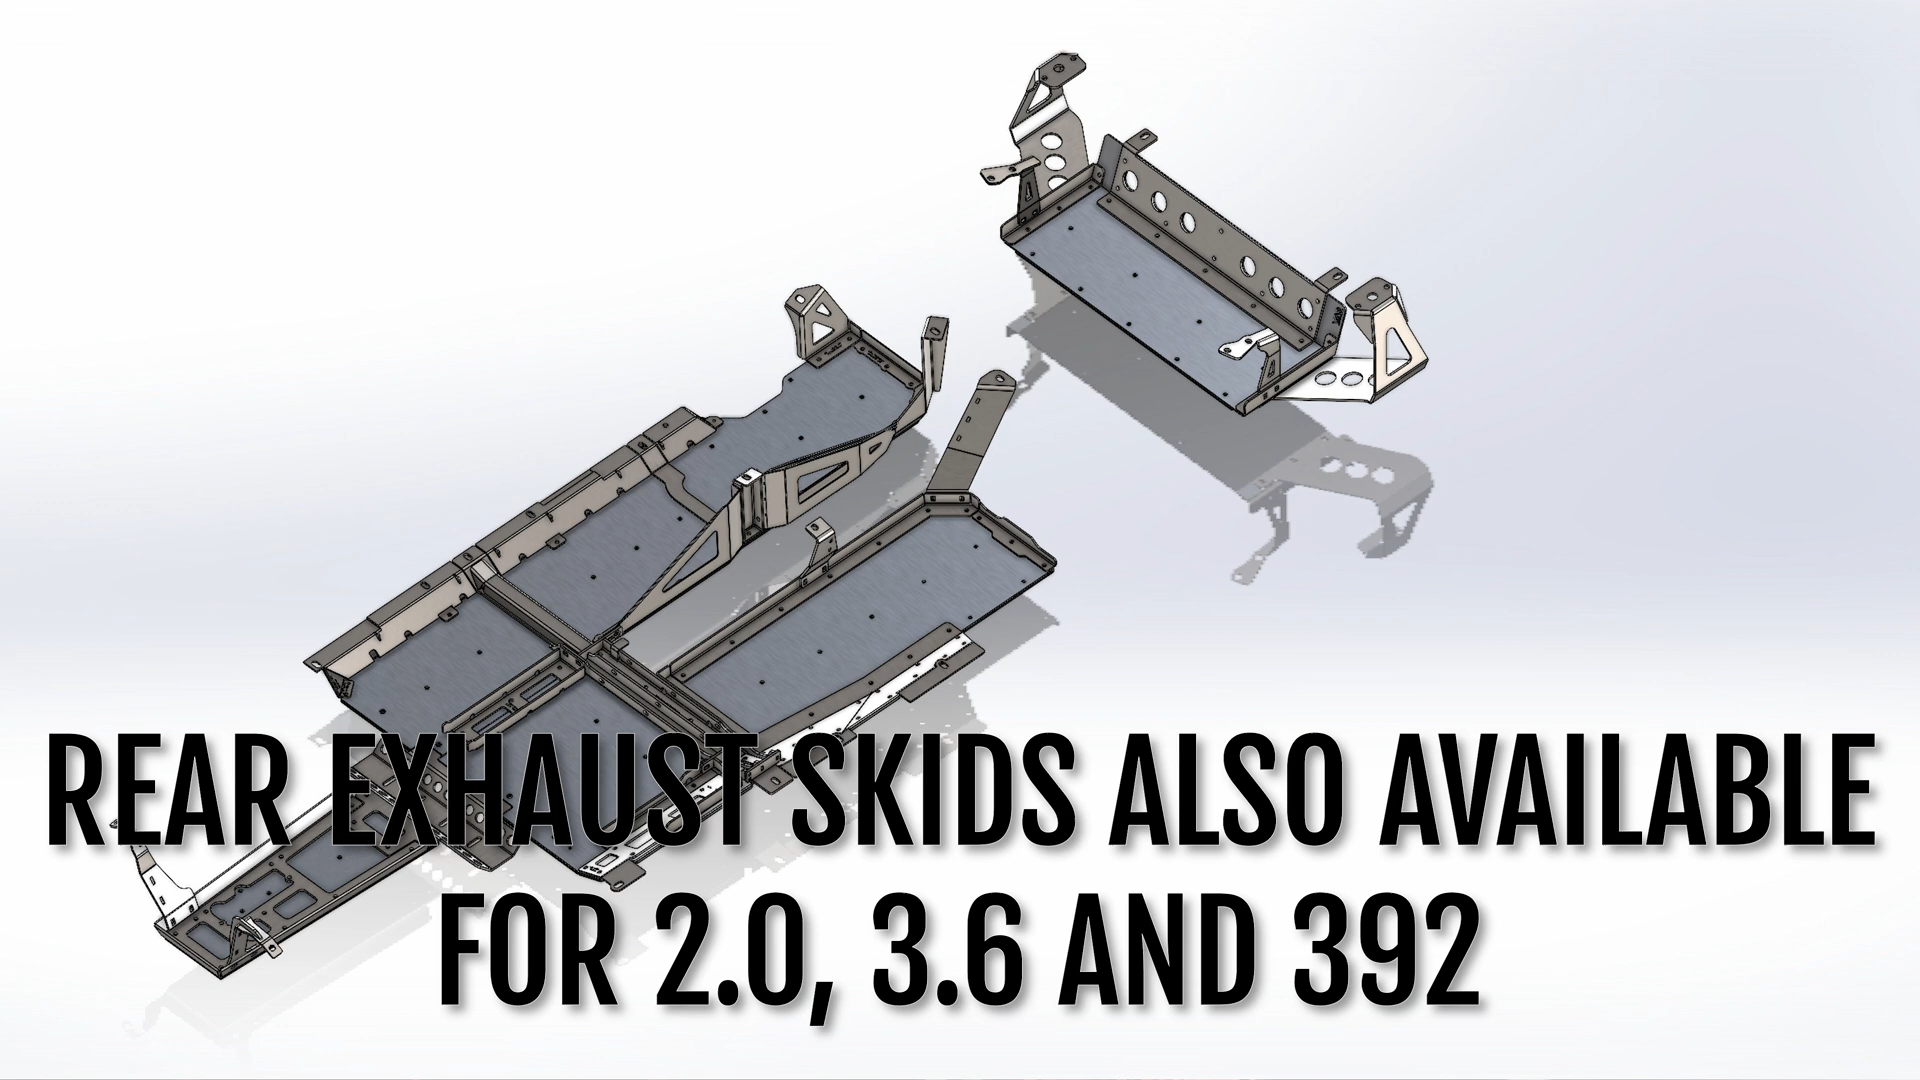 REAR EXHAUST SKIDS ALSO AVAILABLE
FOR 2.0, 3.6 AND 392